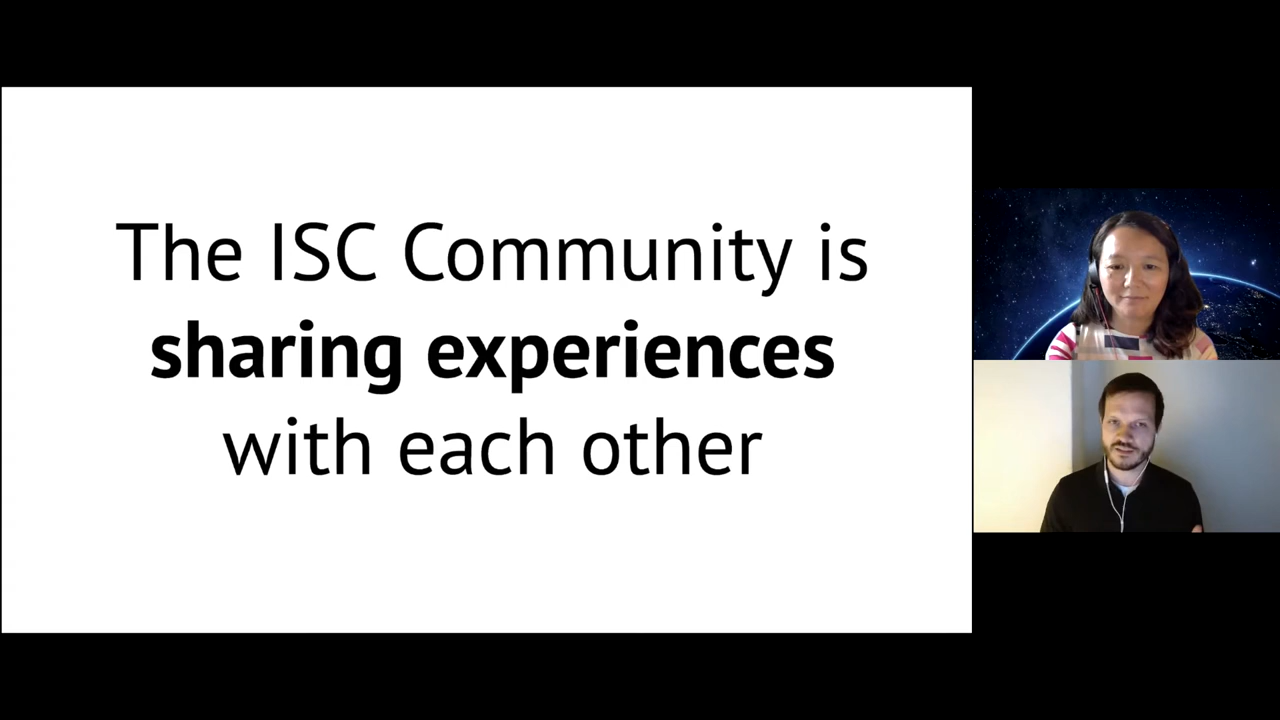 The ISC Community is
sharing experiences
with each other